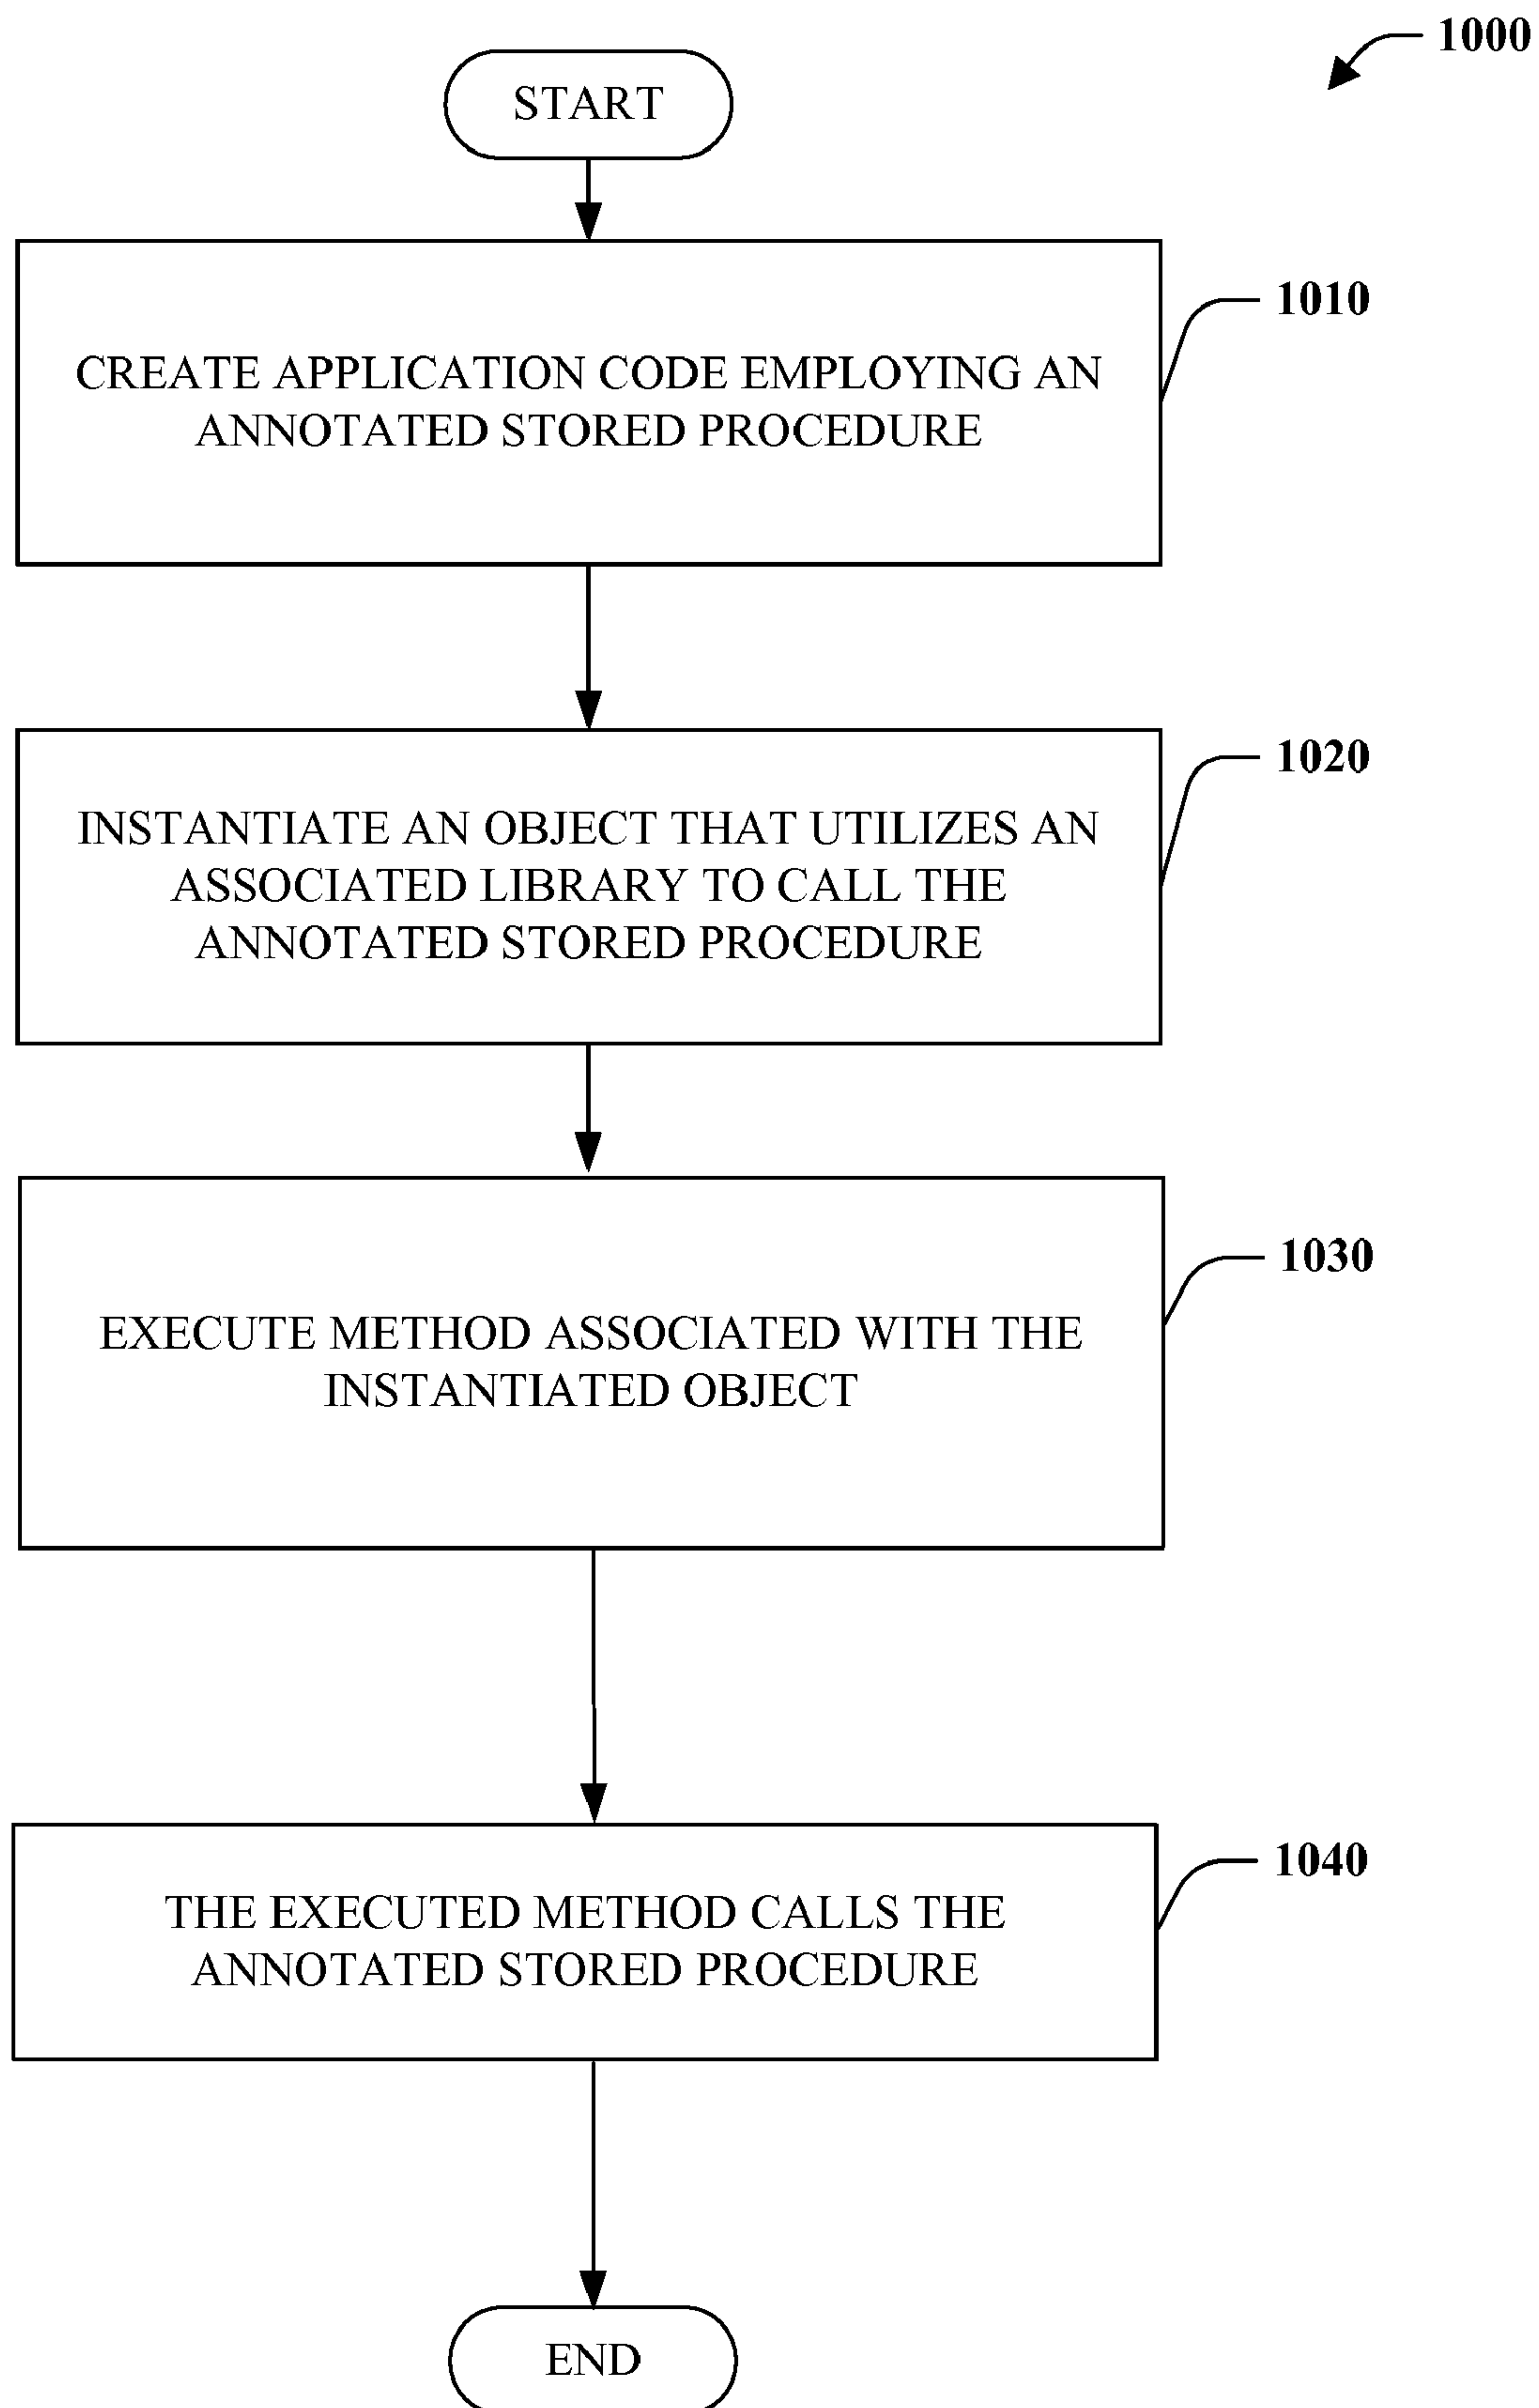 1000
START
1010
CREATE APPLICATION CODE EMPLOYING AN
ANNOTATED STORED PROCEDURE
1020
INSTANTIATE AN OBJECT THAT UTILIZES AN
ASSOCIATED LIBRARY TO CALL THE
ANNOTATED STORED PROCEDURE
1030
EXECUTE METHOD ASSOCIATED WITH THE
INSTANTIATED OBJECT
1040
THE EXECUTED METHOD CALLS THE
ANNOTATED STORED PROCEDURE
END